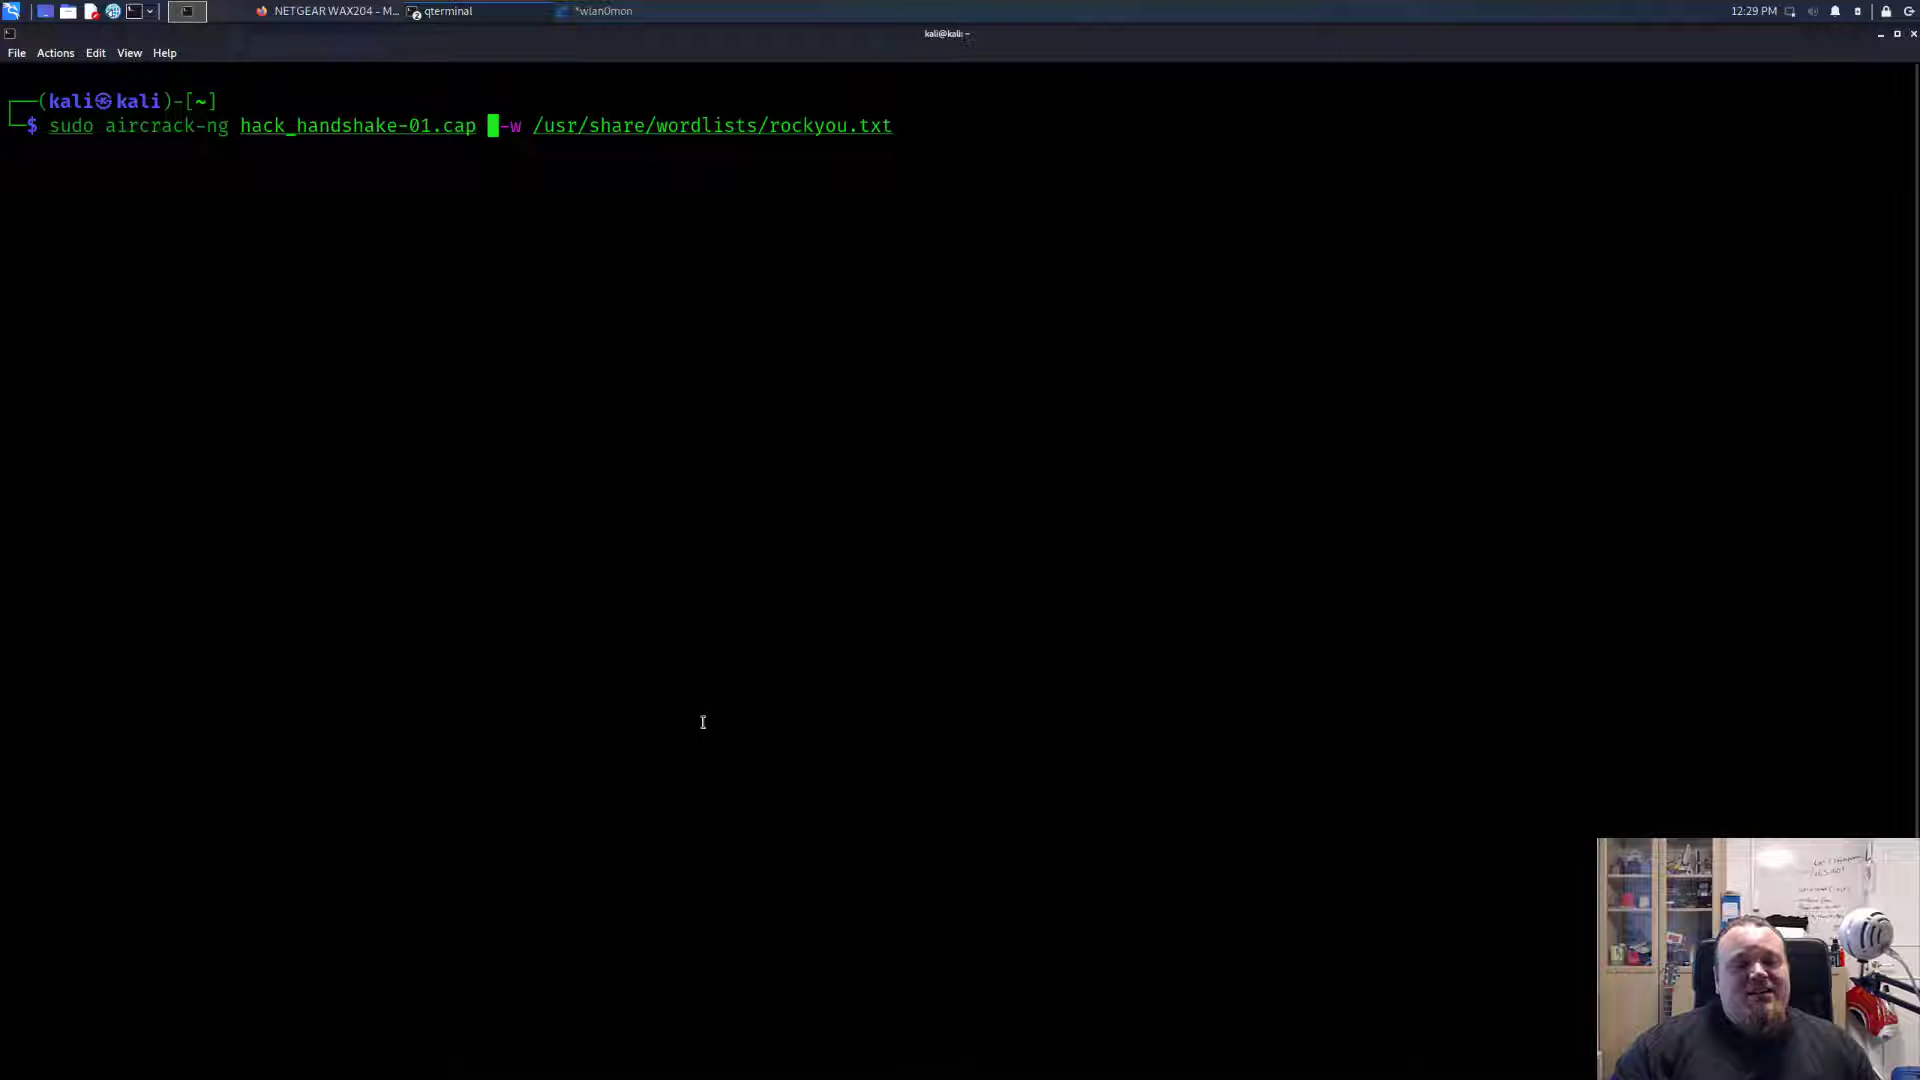 NETGEAR WAX204 - M... qterminal *wlan0mon 12:29 PM
kali@kali: ~
File Actions Edit View Help
(kali㉿kali)-[~]
$ sudo aircrack-ng hack_handshake-01.cap -w /usr/share/wordlists/rockyou.txt